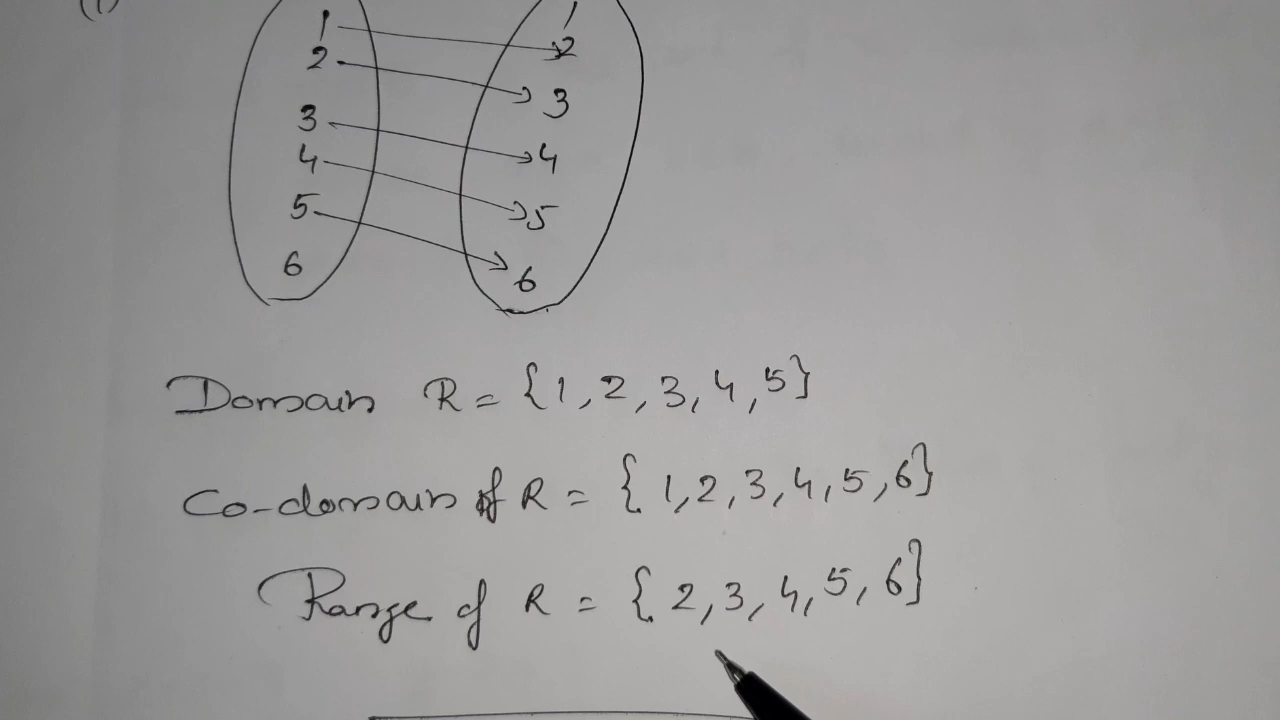 (i)
1 1
2 2
3 3
4 4
5 5
6 6
Domain R = {1,2,3,4,5}
Co-domain of R = {1,2,3,4,5,6}
Range of R = {2,3,4,5,6}